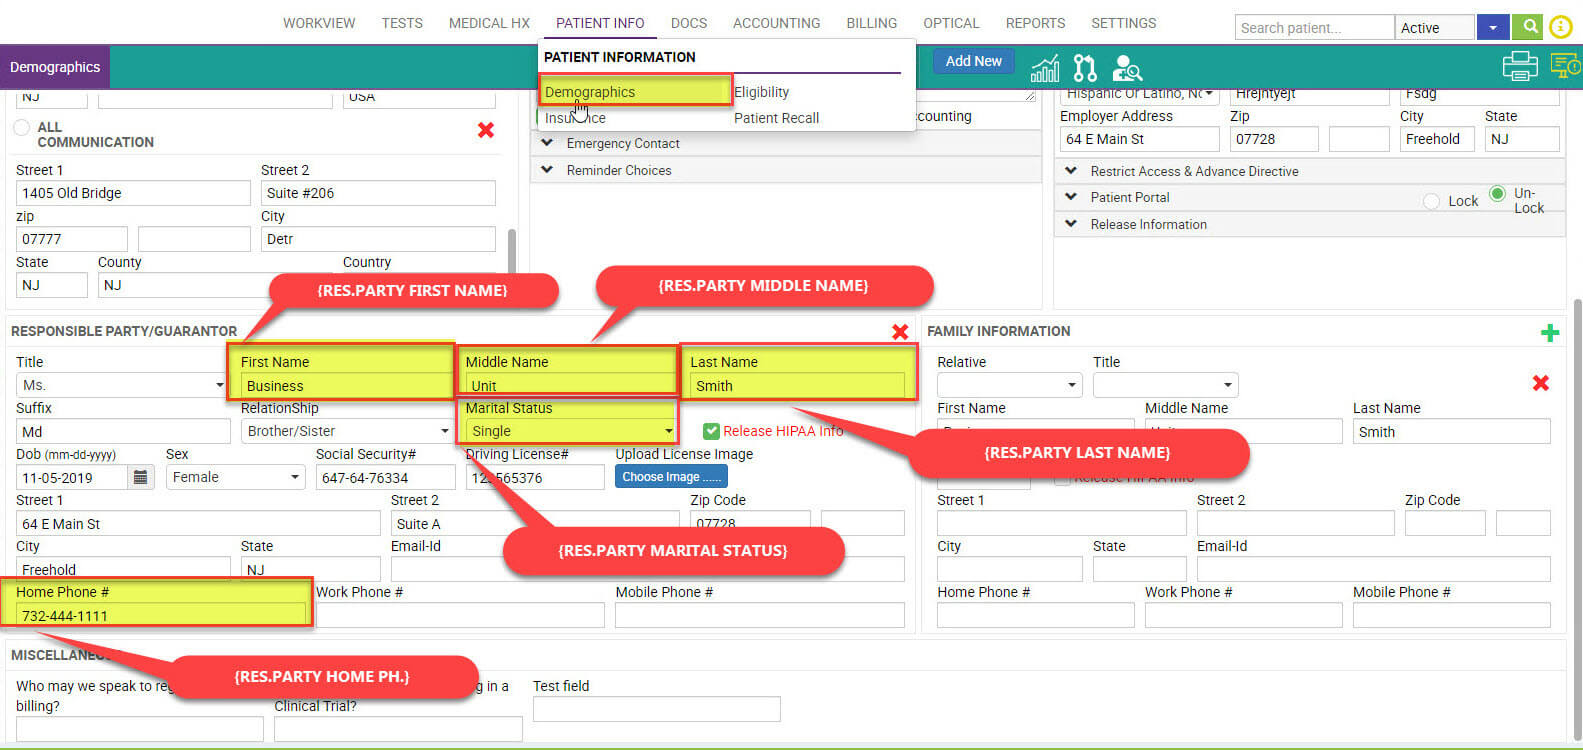 WORKVIEW TESTS MEDICAL HX PATIENT INFO DOCS ACCOUNTING BILLING OPTICAL REPORTS SETTINGS Search patient... Active
Demographics
PATIENT INFORMATION
Demographics Eligibility
Insurance Patient Recall
Add New
NJ USA
ALL
COMMUNICATION
Street 1 Street 2
1405 Old Bridge Suite #206
zip City
07777 Detr
State County Country
NJ NJ
counting
Emergency Contact
Reminder Choices
Hispanic Or Latino, Nc Hrejntyejt Fsdg
Employer Address Zip City State
64 E Main St 07728 Freehold NJ
Restrict Access & Advance Directive
Patient Portal Lock Un-
Lock
Release Information
{RES.PARTY FIRST NAME}
{RES.PARTY MIDDLE NAME}
RESPONSIBLE PARTY/GUARANTOR
Title First Name Middle Name Last Name
Ms. Business Unit Smith
Suffix RelationShip Marital Status
Md Brother/Sister Single Release HIPAA Info
Dob (mm-dd-yyyy) Sex Social Security# Driving License# Upload License Image
11-05-2019 Female 647-64-76334 123565376 Choose Image ......
Street 1 Street 2 Zip Code
64 E Main St Suite A 07728
City State Email-Id
Freehold NJ
{RES.PARTY MARITAL STATUS}
Home Phone # Work Phone # Mobile Phone #
732-444-1111
FAMILY INFORMATION
Relative Title
First Name Middle Name Last Name
Smith
{RES.PARTY LAST NAME}
Release HIPAA Info
Street 1 Street 2 Zip Code
City State Email-Id
Home Phone # Work Phone # Mobile Phone #
MISCELLANEOUS
{RES.PARTY HOME PH.}
Who may we speak to reg g in a Test field
billing? Clinical Trial?